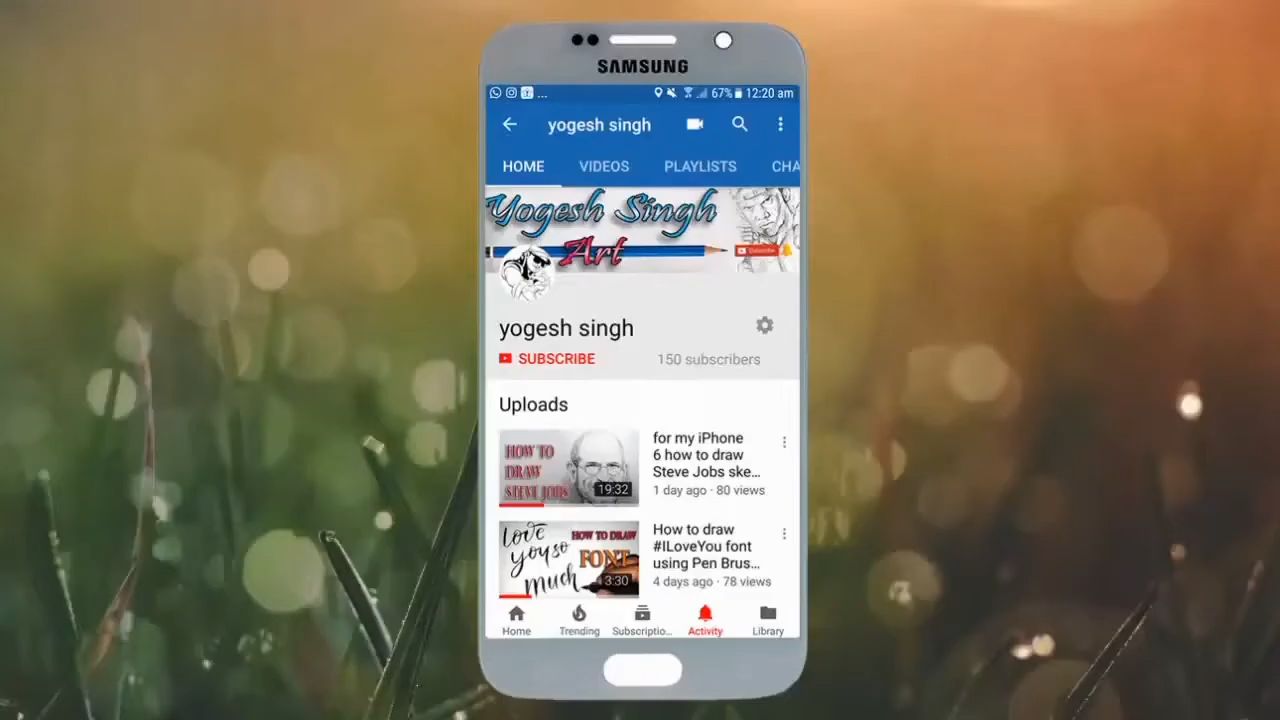 SAMSUNG
... 67% 12:20 am
yogesh singh
HOME VIDEOS PLAYLISTS CHA
Yogesh Singh
Art
Subscribe
yogesh singh
SUBSCRIBE 150 subscribers
Uploads
HOW TO
DRAW
STEVE JOBS
19:32
for my iPhone
6 how to draw
Steve Jobs ske...
1 day ago · 80 views
Love
you so
much
HOW TO DRAW
FONT
3:30
How to draw
#ILoveYou font
using Pen Brus...
4 days ago · 78 views
Home Trending Subscriptio... Activity Library